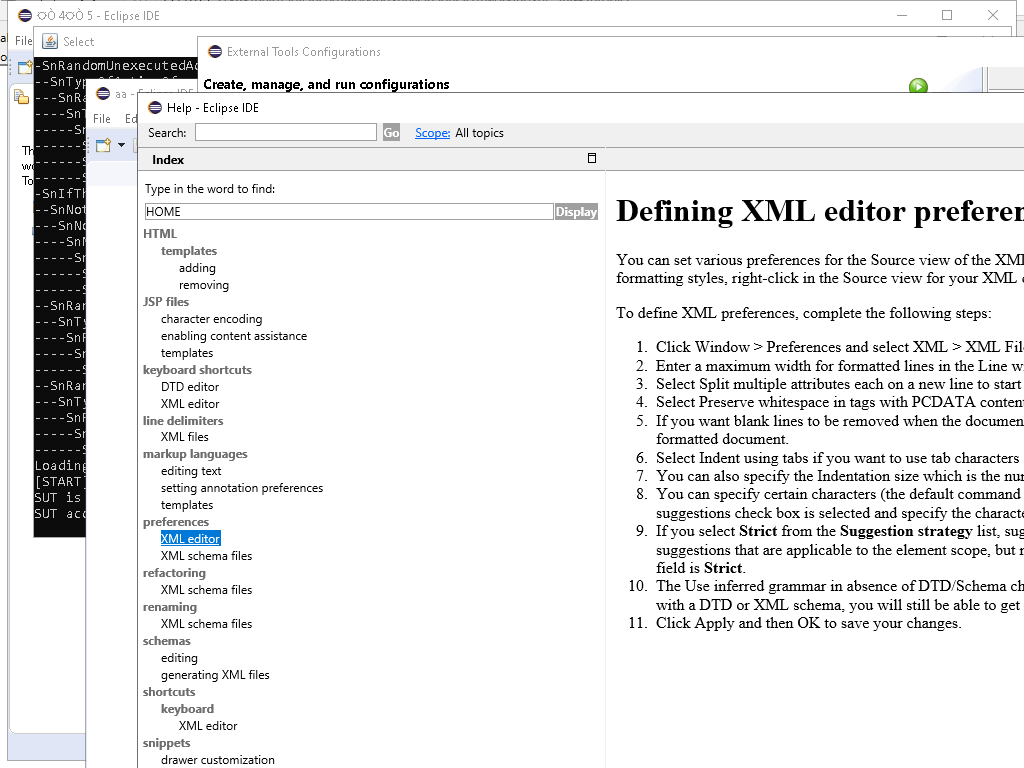 4 5 - Eclipse IDE
File
Select
External Tools Configurations
Create, manage, and run configurations
-SnRandomUnexecutedAc
--SnTyp
---SnRa
----SnT
-----Sn
------S
------S
-SnIfTh
--SnNot
---SnNo
----SnN
-----Sn
------S
------S
--SnRan
---SnTy
----SnF
-----Sn
------S
--SnRan
---SnTy
----SnF
-----Sn
------S
Loading
[START]
SUT is
SUT acc
aa - Eclipse IDE
File Ed
Help - Eclipse IDE
Search:
Go
Scope: All topics
Index
Type in the word to find:
HOME
Display
HTML
templates
adding
removing
JSP files
character encoding
enabling content assistance
templates
keyboard shortcuts
DTD editor
XML editor
line delimiters
XML files
markup languages
editing text
setting annotation preferences
templates
preferences
XML editor
XML schema files
refactoring
XML schema files
renaming
XML schema files
schemas
editing
generating XML files
shortcuts
keyboard
XML editor
snippets
drawer customization
Defining XML editor preferen
You can set various preferences for the Source view of the XML
formatting styles, right-click in the Source view for your XML
To define XML preferences, complete the following steps:
1. Click Window > Preferences and select XML > XML File
2. Enter a maximum width for formatted lines in the Line wi
3. Select Split multiple attributes each on a new line to start
4. Select Preserve whitespace in tags with PCDATA content
5. If you want blank lines to be removed when the documen
formatted document.
6. Select Indent using tabs if you want to use tab characters
7. You can also specify the Indentation size which is the nu
8. You can specify certain characters (the default command
suggestions check box is selected and specify the characte
9. If you select Strict from the Suggestion strategy list, sug
suggestions that are applicable to the element scope, but
field is Strict.
10. The Use inferred grammar in absence of DTD/Schema ch
with a DTD or XML schema, you will still be able to get
11. Click Apply and then OK to save your changes.